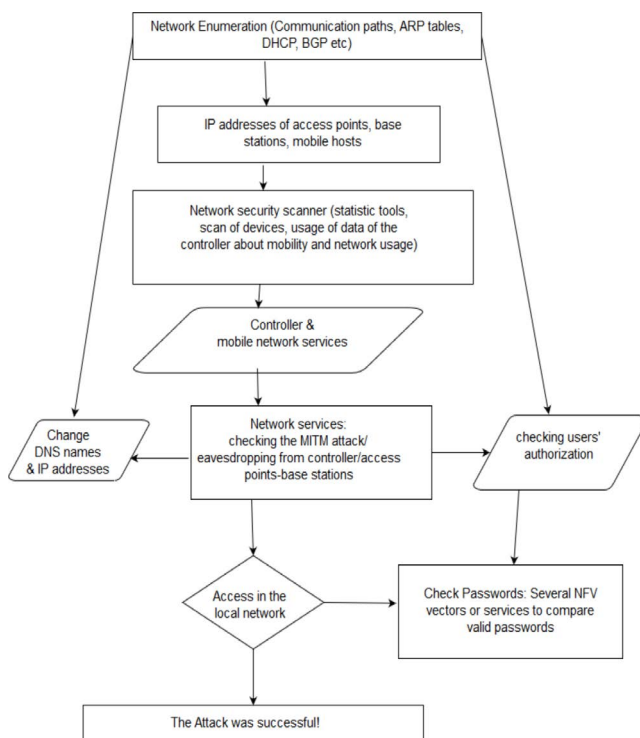 Network Enumeration (Communication paths, ARP tables,
DHCP, BGP etc)
IP addresses of access points, base
stations, mobile hosts
Network security scanner (statistic tools,
scan of devices, usage of data of the
controller about mobility and network usage)
Controller &
mobile network services
Change
DNS names
& IP addresses
Network services:
checking the MITM attack/
eavesdropping from controller/access
points-base stations
checking users'
authorization
Access in the
local network
Check Passwords: Several NFV
vectors or services to compare
valid passwords
The Attack was successful!